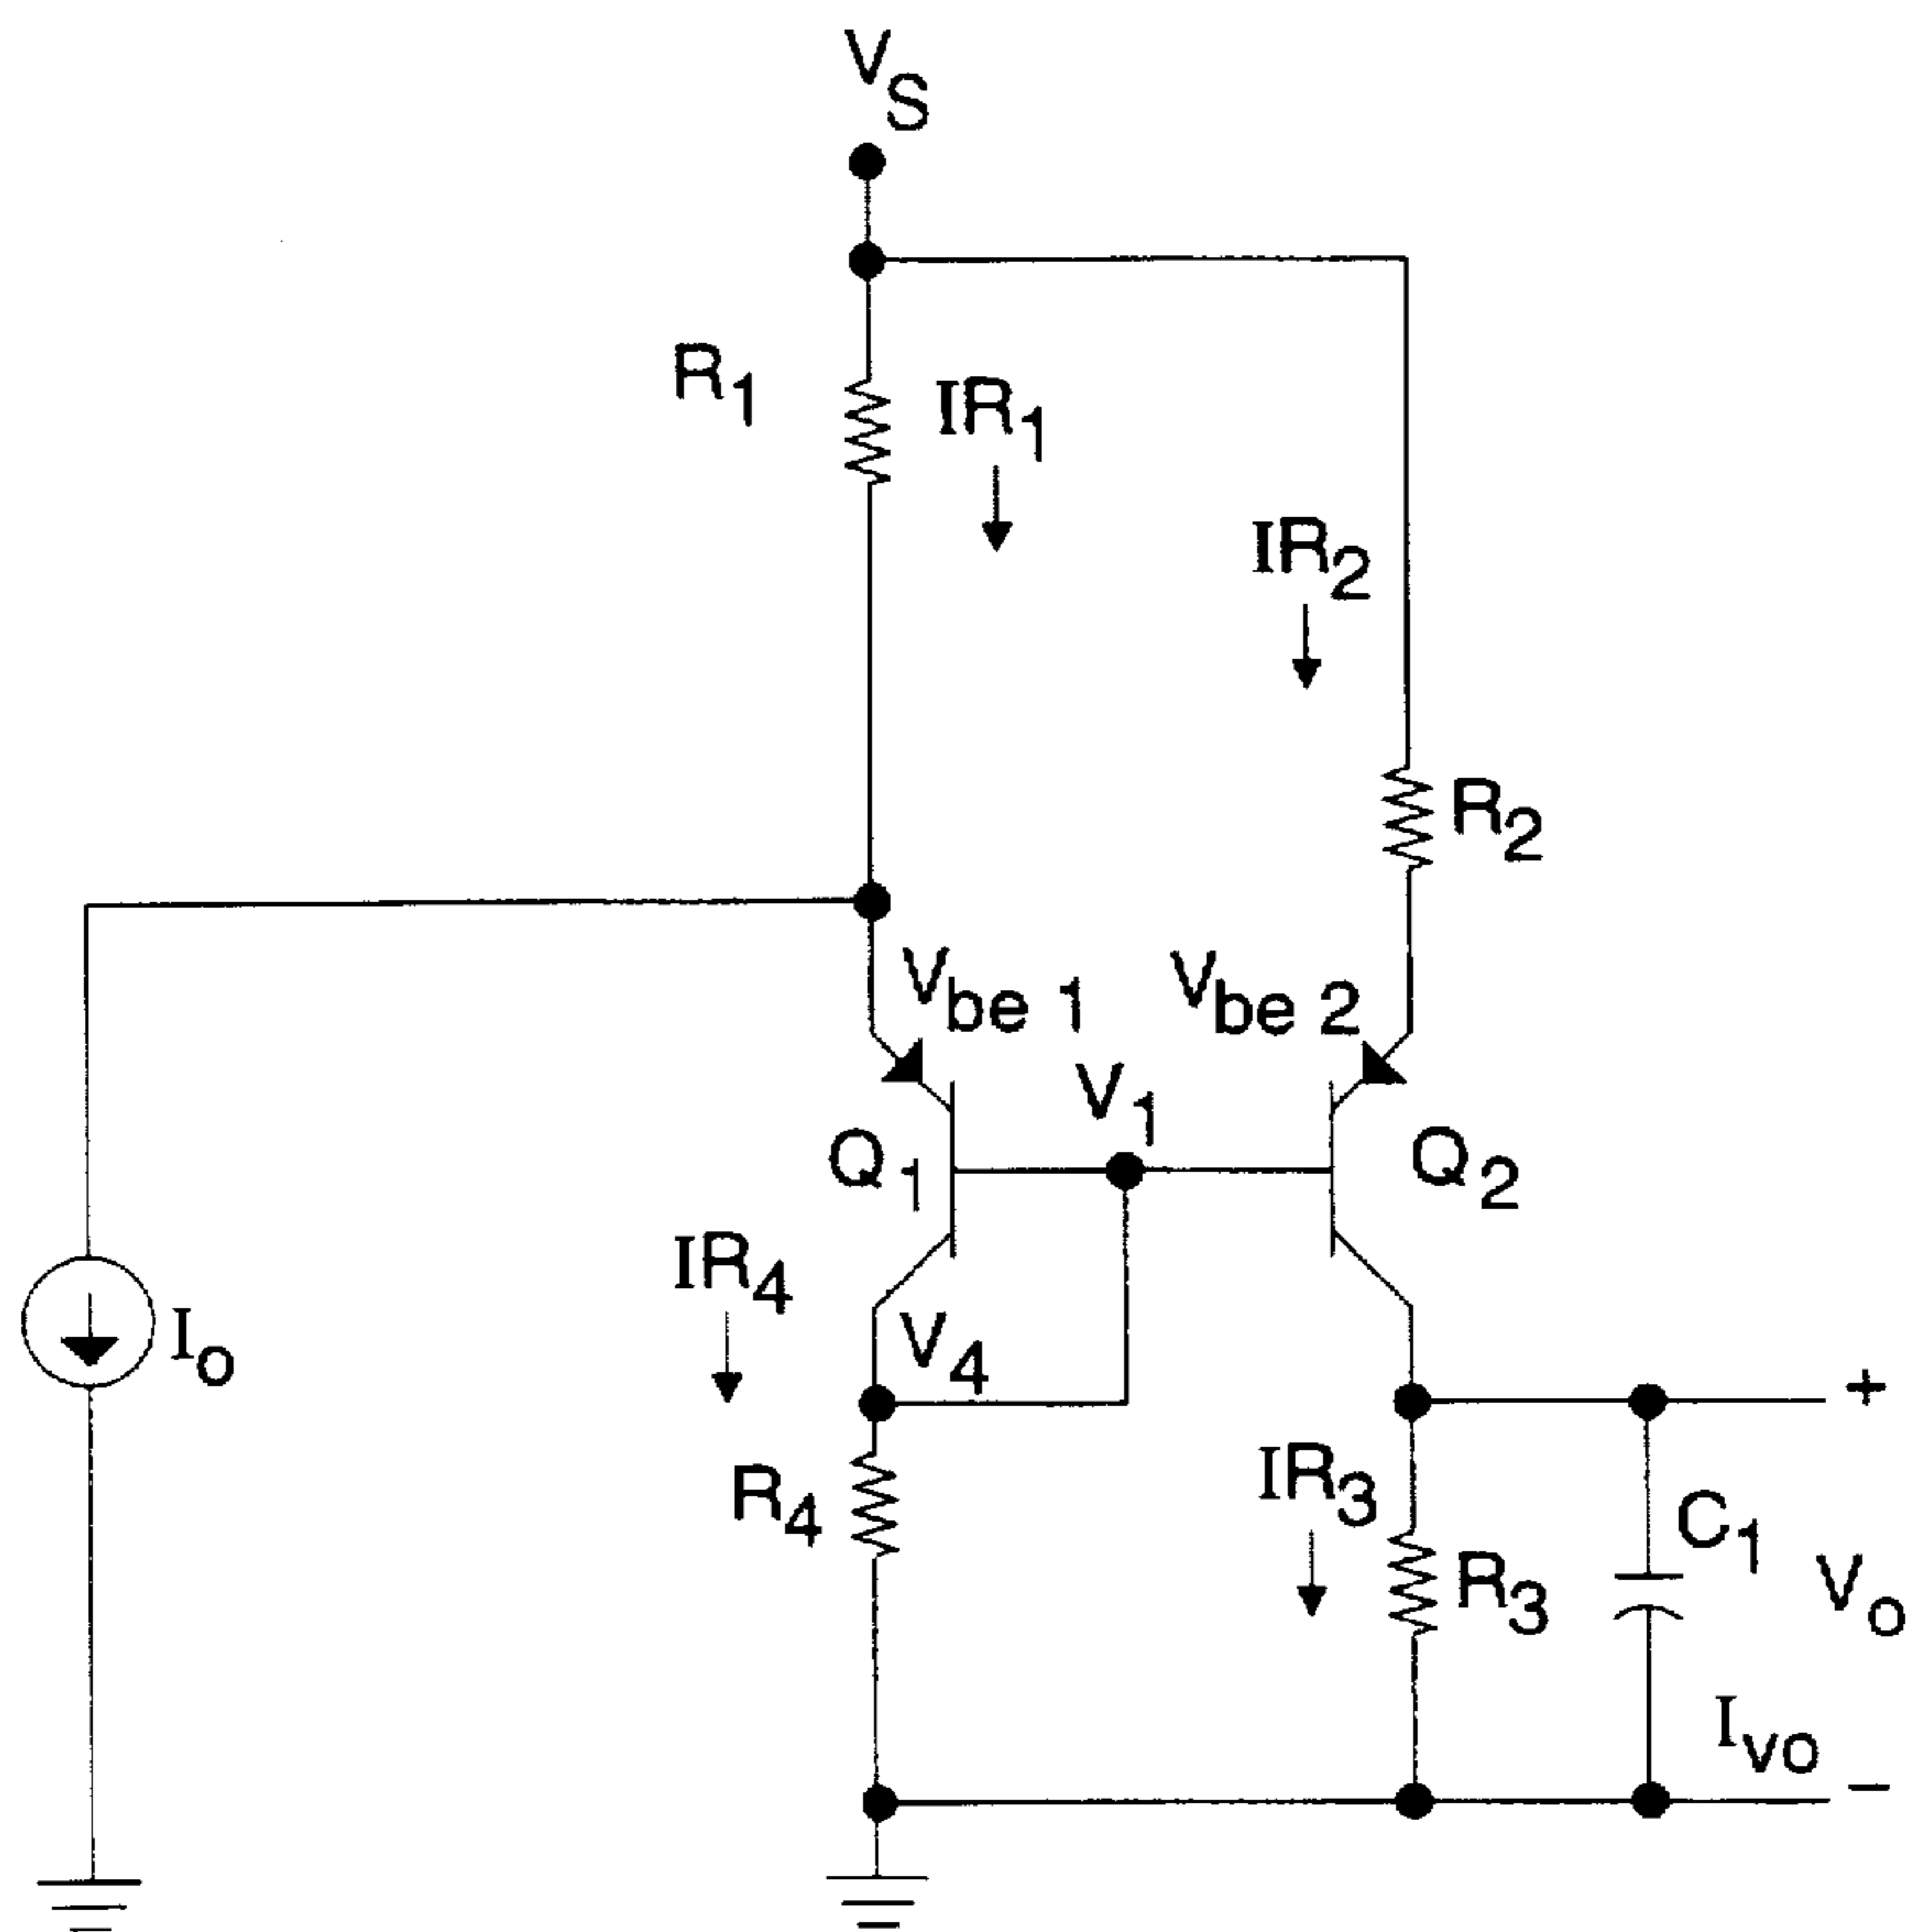 VS
R1
IR1
IR2
R2
Vbe 1
Vbe 2
V1
Q1
Q2
IR4
V4
Io
+
R4
IR3
R3
C1
Vo
Ivo
−